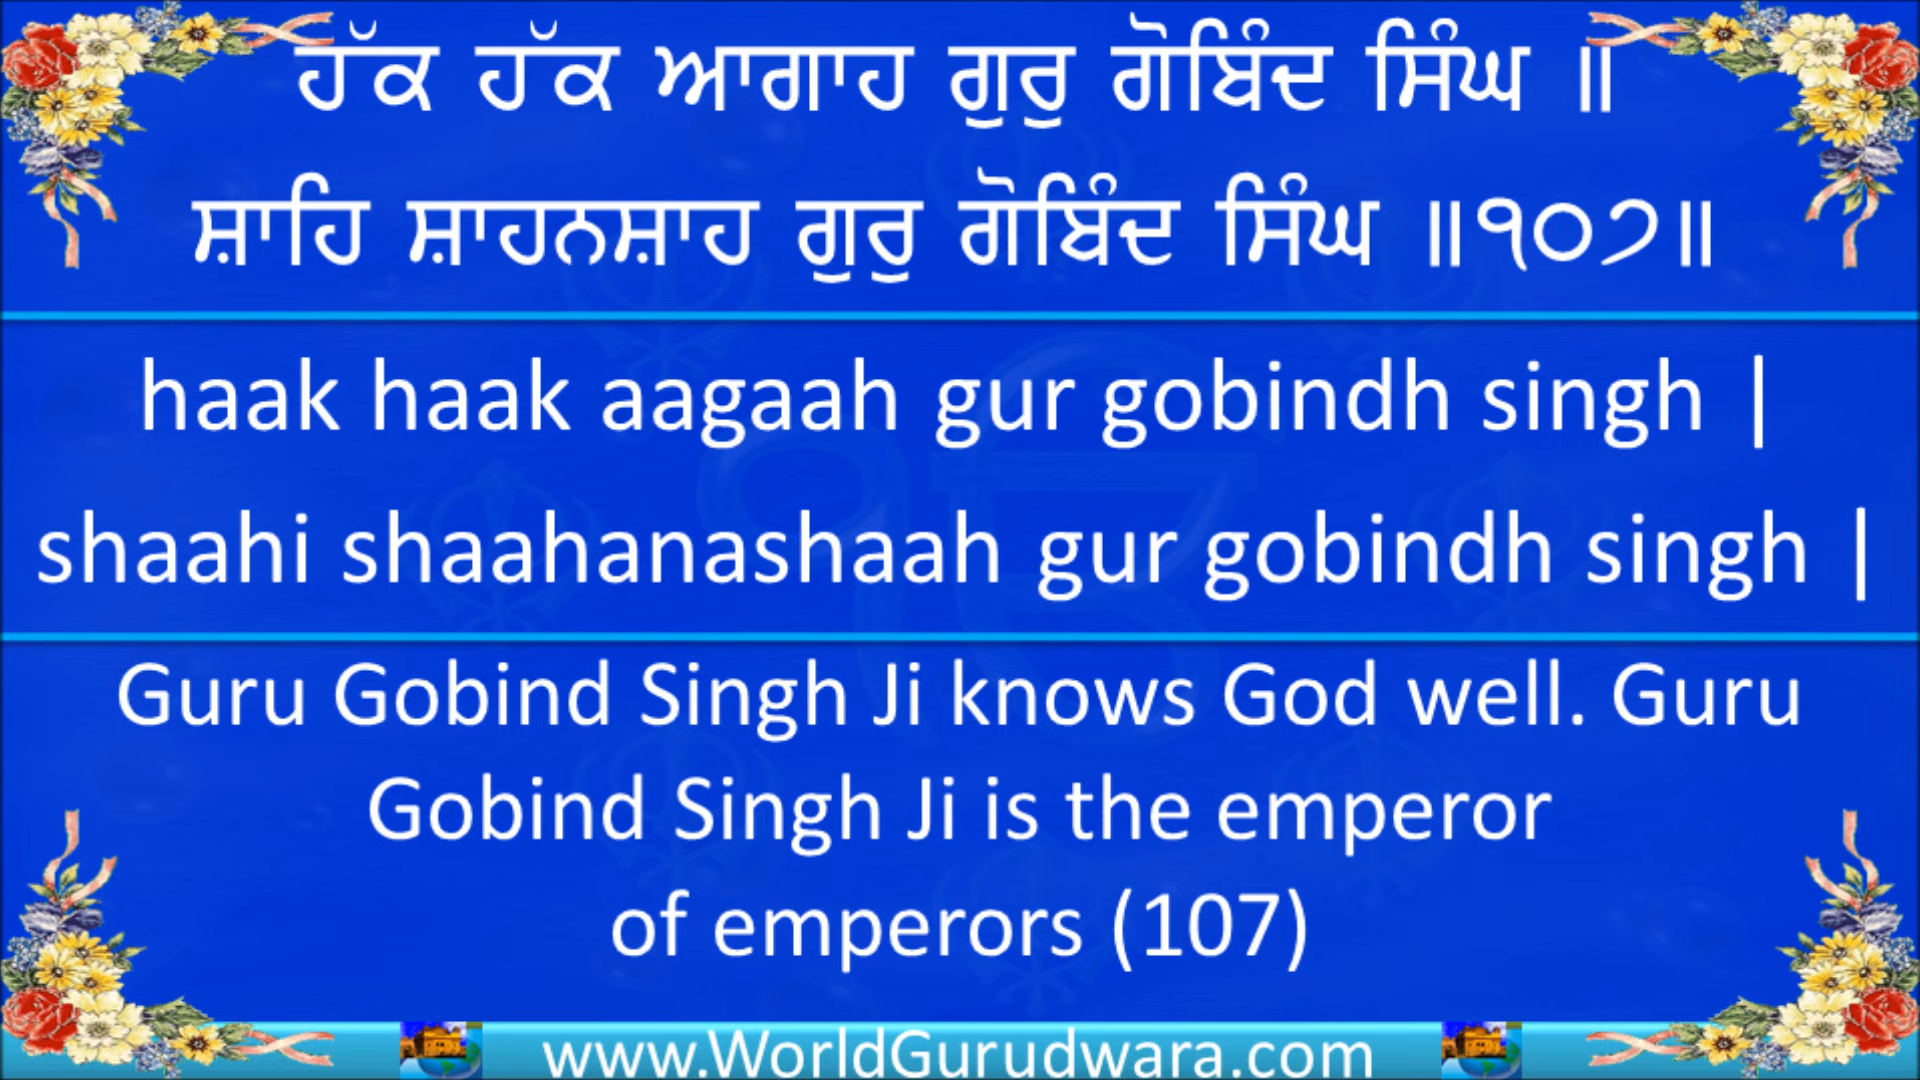 ਹੱਕ ਹੱਕ ਆਗਾਹ ਗੁਰੁ ਗੋਬਿੰਦ ਸਿੰਘ ॥
ਸ਼ਾਹਿ ਸ਼ਾਹਨਸ਼ਾਹ ਗੁਰੁ ਗੋਬਿੰਦ ਸਿੰਘ ॥੧੦੭॥
haak haak aagaah gur gobindh singh |
shaahi shaahanashaah gur gobindh singh |
Guru Gobind Singh Ji knows God well. Guru
Gobind Singh Ji is the emperor
of emperors (107)
www.WorldGurudwara.com